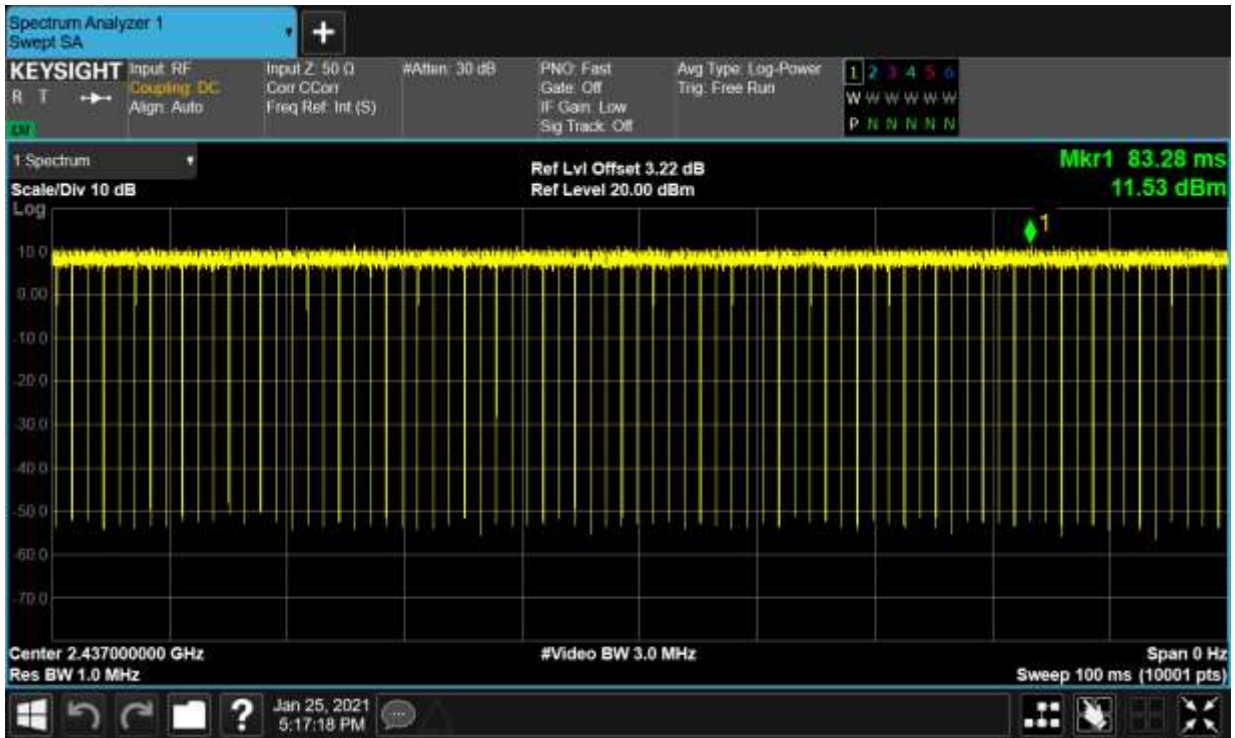 Spectrum Analyzer 1
Swept SA
+
KEYSIGHT Input: RF Input Z: 50 Ω #Atten: 30 dB PNO: Fast Avg Type: Log-Power 1 2 3 4 5 6
R T Coupling: DC Corr CCorr Gate: Off Trig: Free Run
Align: Auto Freq Ref: Int (S) IF Gain: Low W W W W W W
Sig Track: Off P N N N N N
1 Spectrum
Ref Lvl Offset 3.22 dB Mkr1 83.28 ms
Scale/Div 10 dB Ref Level 20.00 dBm 11.53 dBm
Log
1
10.0
0.00
-10.0
-20.0
-30.0
-40.0
-50.0
-60.0
-70.0
Center 2.437000000 GHz #Video BW 3.0 MHz Span 0 Hz
Res BW 1.0 MHz Sweep 100 ms (10001 pts)
? Jan 25, 2021
5:17:18 PM